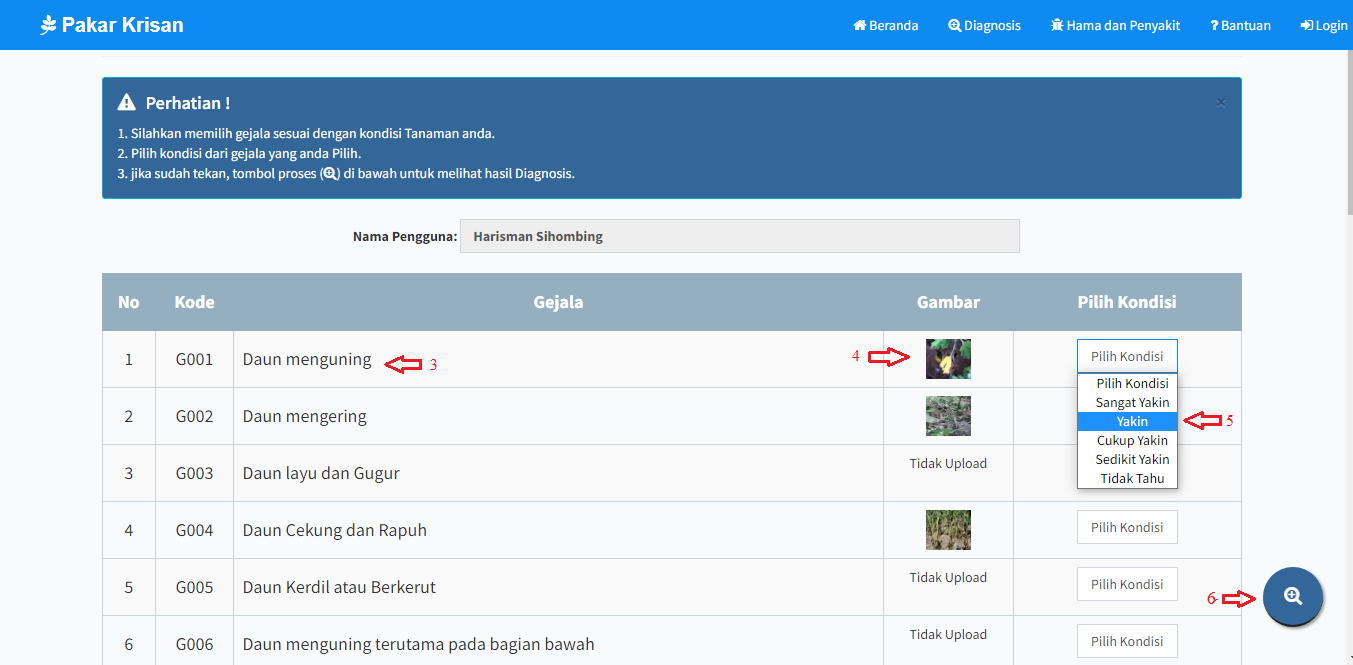 Pakar Krisan
Beranda Diagnosis Hama dan Penyakit ? Bantuan Login
Perhatian ! ×
1. Silahkan memilih gejala sesuai dengan kondisi Tanaman anda.
2. Pilih kondisi dari gejala yang anda Pilih.
3. jika sudah tekan, tombol proses () di bawah untuk melihat hasil Diagnosis.
Nama Pengguna: Harisman Sihombing
No Kode Gejala Gambar Pilih Kondisi
1 G001 Daun menguning 3 4 Pilih Kondisi
Pilih Kondisi
Sangat Yakin
Yakin 5
Cukup Yakin
Sedikit Yakin
Tidak Tahu
2 G002 Daun mengering
3 G003 Daun layu dan Gugur Tidak Upload
4 G004 Daun Cekung dan Rapuh Pilih Kondisi
5 G005 Daun Kerdil atau Berkerut Tidak Upload Pilih Kondisi
6
6 G006 Daun menguning terutama pada bagian bawah Tidak Upload Pilih Kondisi